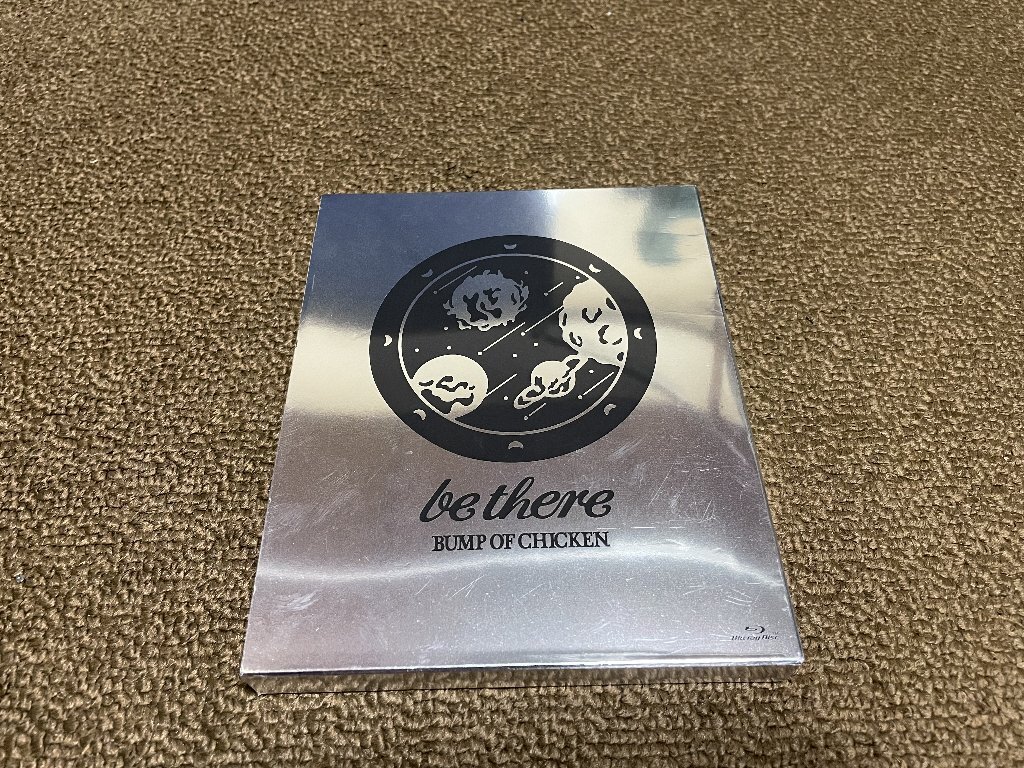 be there
BUMP OF CHICKEN
Blu-ray Disc